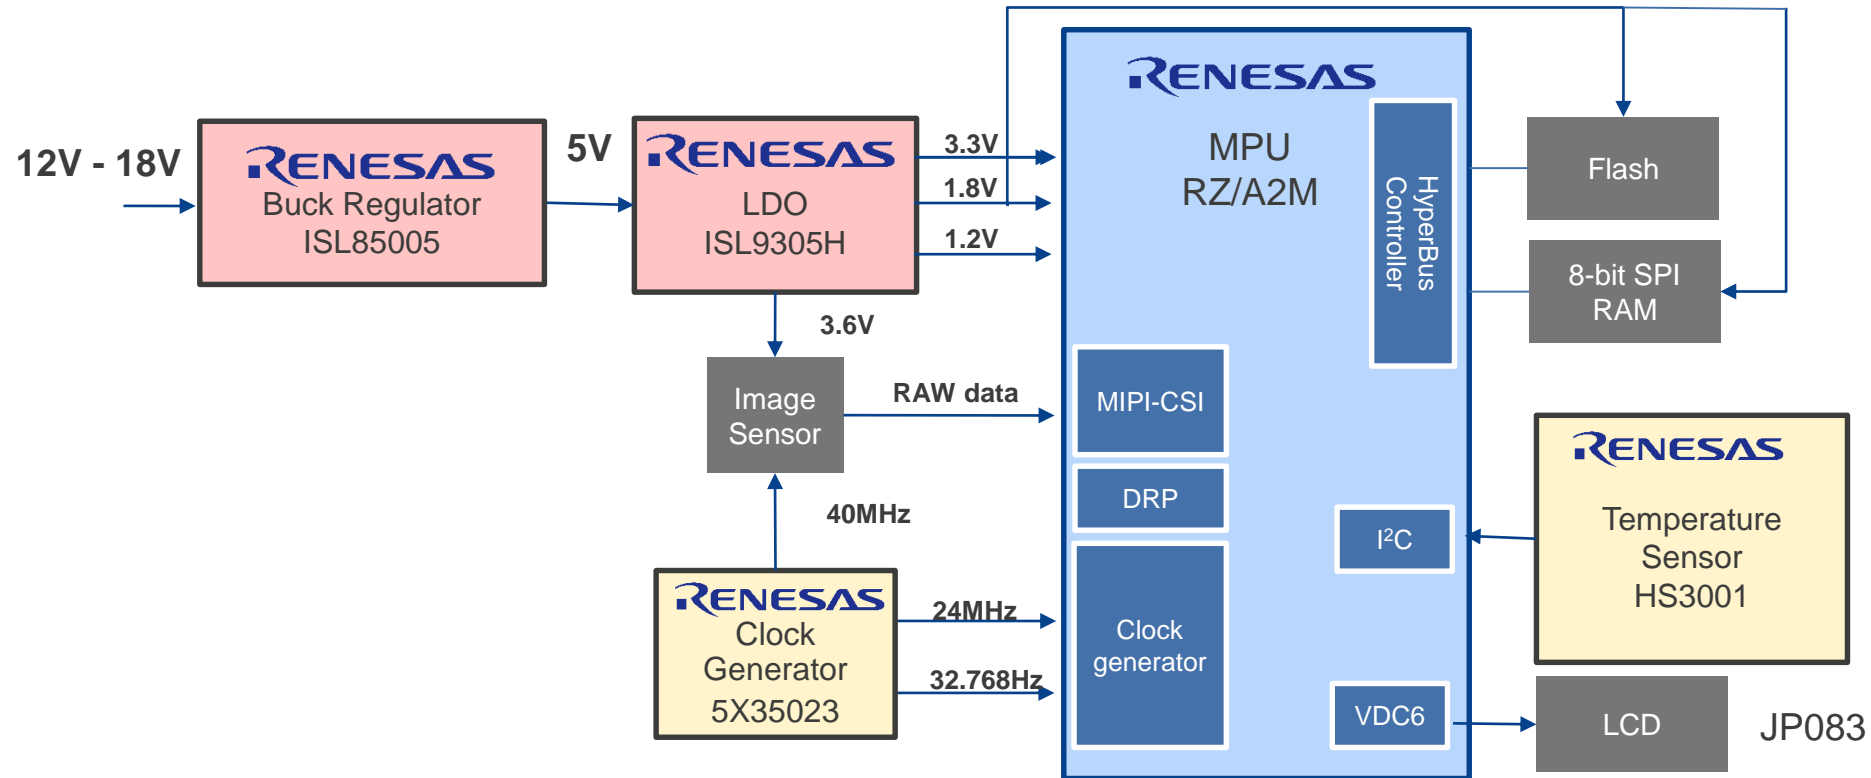 12V - 18V
RENESAS
Buck Regulator
ISL85005
5V
RENESAS
LDO
ISL9305H
3.3V
1.8V
1.2V
3.6V
Image
Sensor
RAW data
40MHz
RENESAS
Clock
Generator
5X35023
24MHz
32.768Hz
RENESAS
MPU
RZ/A2M
HyperBus
Controller
MIPI-CSI
DRP
Clock
generator
I²C
VDC6
Flash
8-bit SPI
RAM
RENESAS
Temperature
Sensor
HS3001
LCD
JP083